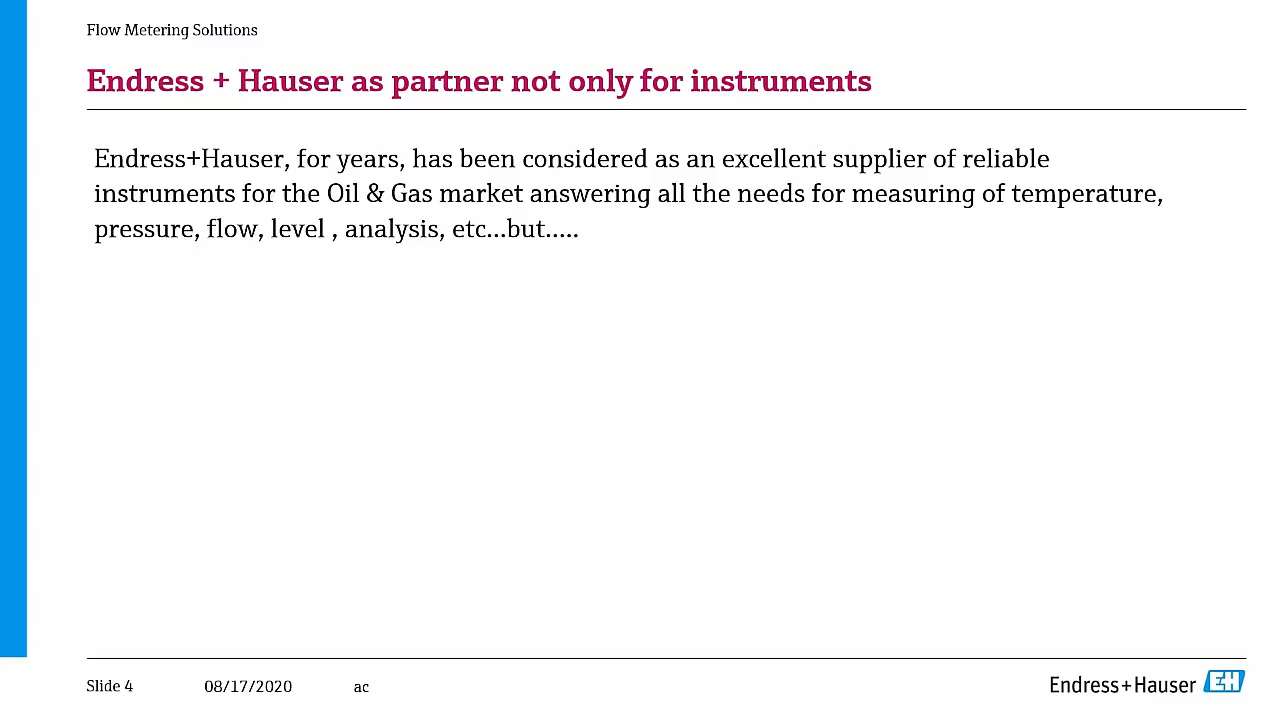 Flow Metering Solutions
Endress + Hauser as partner not only for instruments
Endress+Hauser, for years, has been considered as an excellent supplier of reliable
instruments for the Oil & Gas market answering all the needs for measuring of temperature,
pressure, flow, level , analysis, etc...but.....
Slide 4 08/17/2020 ac
Endress+Hauser EH